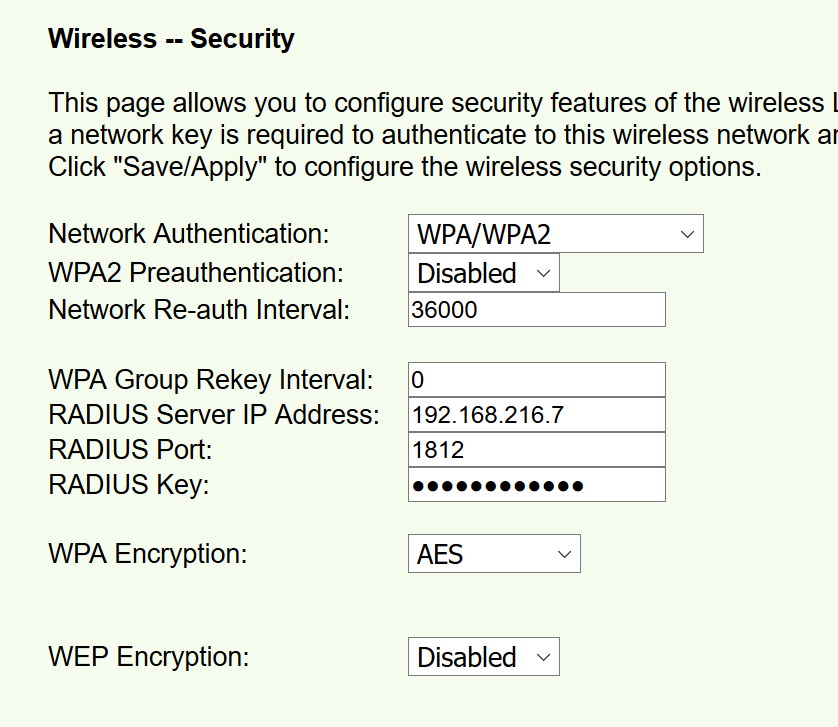 Wireless -- Security
This page allows you to configure security features of the wireless
a network key is required to authenticate to this wireless network
Click "Save/Apply" to configure the wireless security options.
Network Authentication: WPA/WPA2
WPA2 Preauthentication: Disabled
Network Re-auth Interval: 36000
WPA Group Rekey Interval: 0
RADIUS Server IP Address: 192.168.216.7
RADIUS Port: 1812
RADIUS Key: ●●●●●●●●●●●●
WPA Encryption: AES
WEP Encryption: Disabled